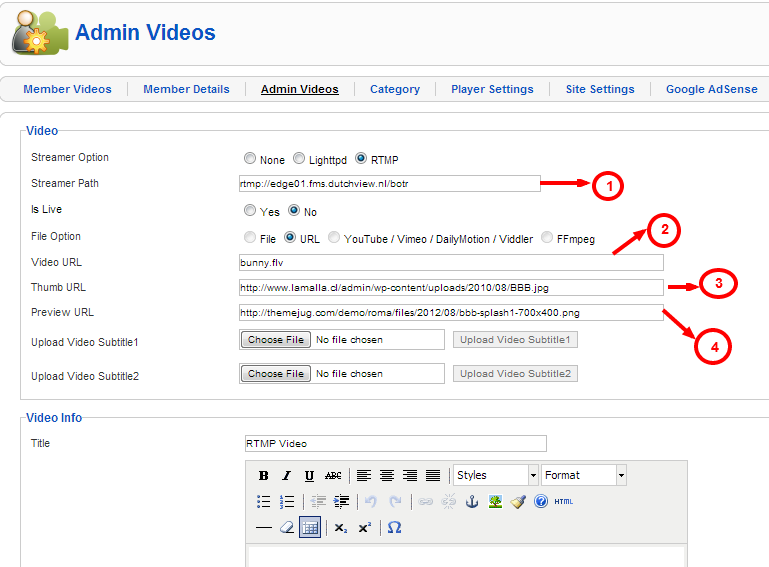 Admin Videos
Member Videos Member Details Admin Videos Category Player Settings Site Settings Google AdSense
Video
Streamer Option None Lighttpd RTMP
Streamer Path rtmp://edge01.fms.dutchview.nl/botr 1
Is Live Yes No
File Option File URL YouTube / Vimeo / DailyMotion / Viddler FFmpeg 2
Video URL bunny.flv
Thumb URL http://www.lamalla.cl/admin/wp-content/uploads/2010/08/BBB.jpg 3
Preview URL http://themejug.com/demo/roma/files/2012/08/bbb-splash1-700x400.png
Upload Video Subtitle1 Choose File No file chosen Upload Video Subtitle1 4
Upload Video Subtitle2 Choose File No file chosen Upload Video Subtitle2
Video Info
Title RTMP Video
B I U ABC Styles Format
HTML
x₂ x² Ω